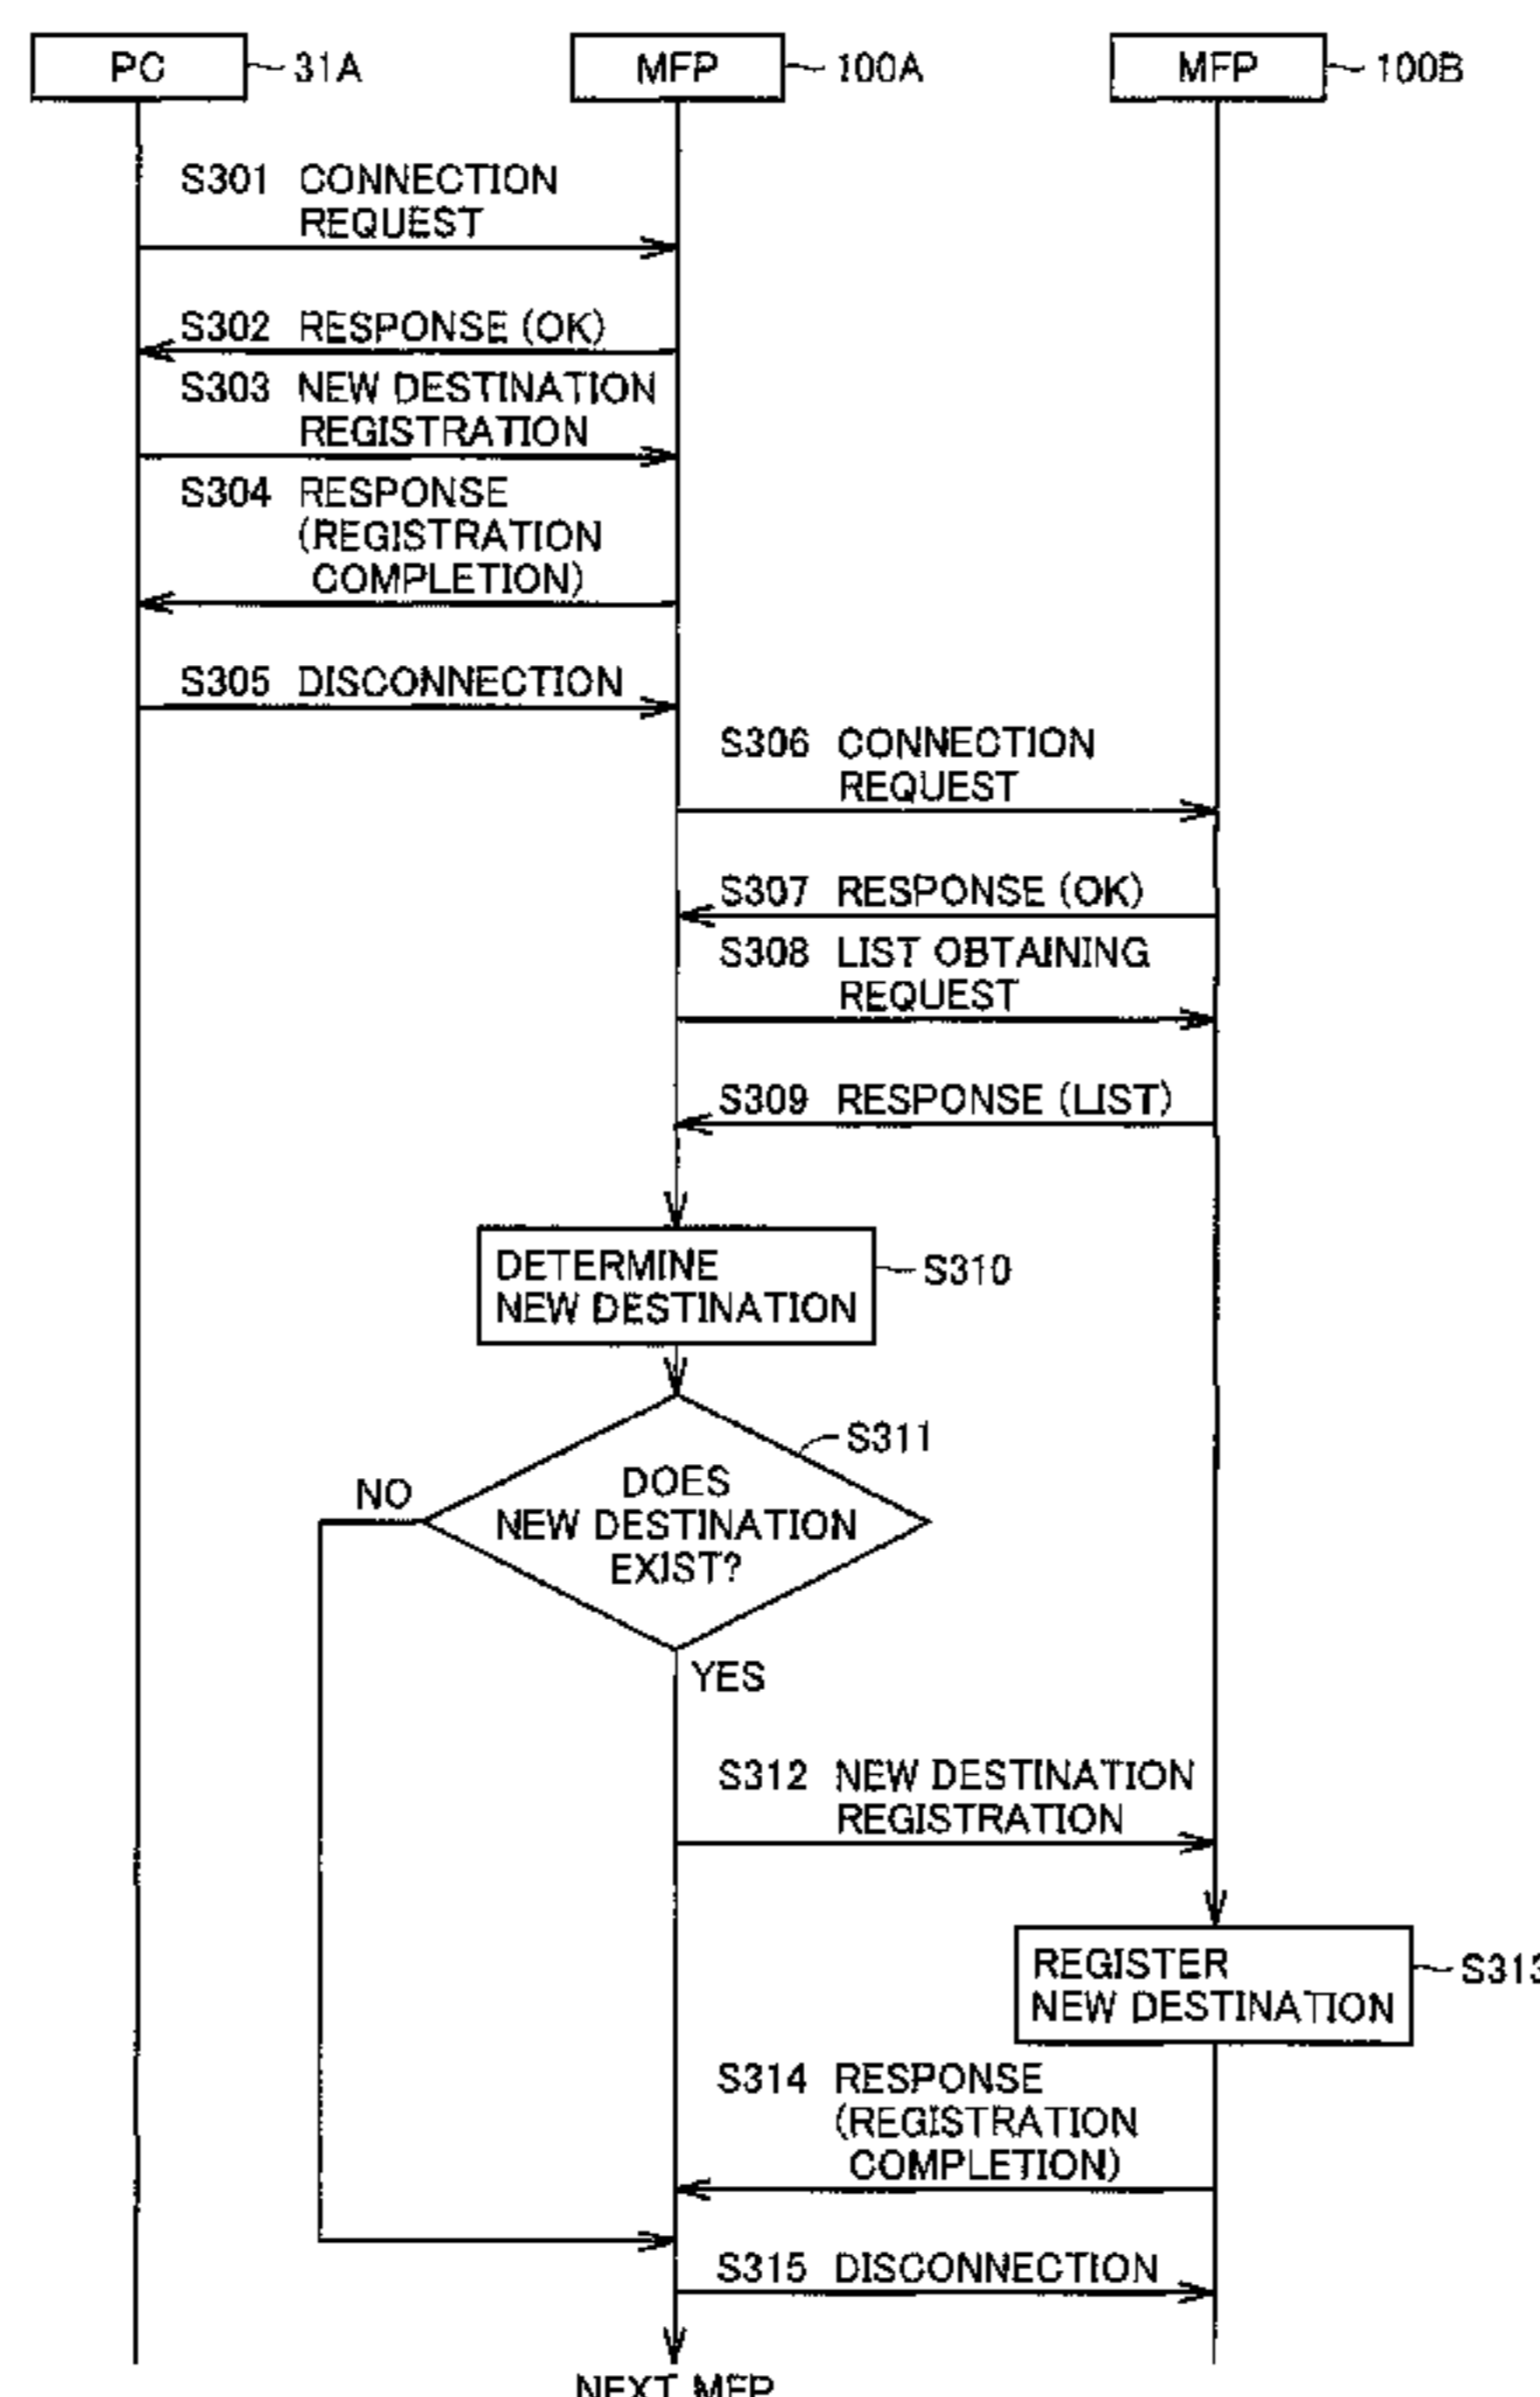 PC 31A MFP 100A MFP 100B
S301 CONNECTION
REQUEST
S302 RESPONSE (OK)
S303 NEW DESTINATION
REGISTRATION
S304 RESPONSE
(REGISTRATION
COMPLETION)
S305 DISCONNECTION
S306 CONNECTION
REQUEST
S307 RESPONSE (OK)
S308 LIST OBTAINING
REQUEST
S309 RESPONSE (LIST)
DETERMINE
NEW DESTINATION
S310
S311
NO
DOES
NEW DESTINATION
EXIST?
YES
S312 NEW DESTINATION
REGISTRATION
REGISTER
NEW DESTINATION
S313
S314 RESPONSE
(REGISTRATION
COMPLETION)
S315 DISCONNECTION
NEXT MFP